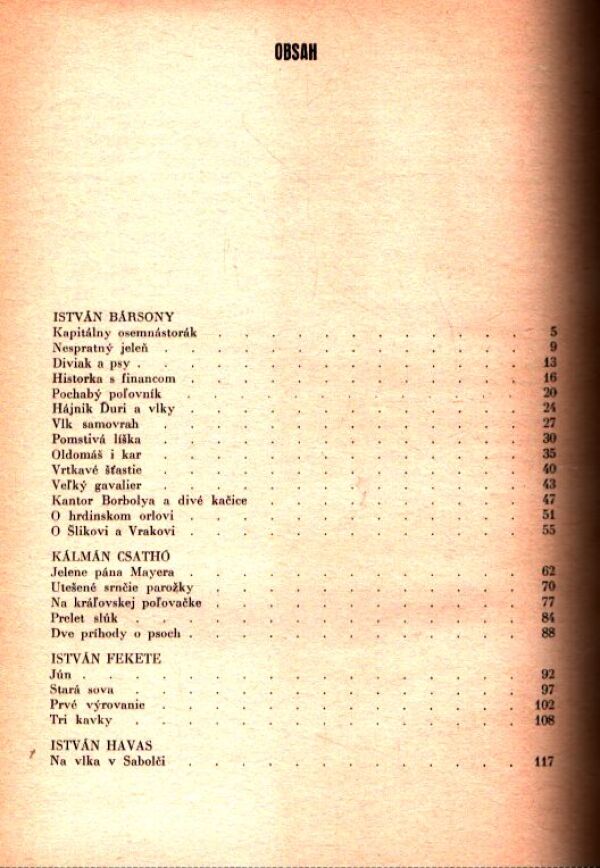 OBSAH
ISTVÁN BÁRSONY
Kapitálny osemnástorák . . . . . . . . . . . . 5
Nespratný jeleň . . . . . . . . . . . . . . 9
Diviak a psy . . . . . . . . . . . . . . . 13
Historka s financom . . . . . . . . . . . . . 16
Pochabý poľovník . . . . . . . . . . . . . 20
Hájnik Ďuri a vlky . . . . . . . . . . . . . 24
Vlk samovrah . . . . . . . . . . . . . . 27
Pomstivá líška . . . . . . . . . . . . . . 30
Oldomáš i kar . . . . . . . . . . . . . . 35
Vrtkavé šťastie . . . . . . . . . . . . . . 40
Veľký gavalier . . . . . . . . . . . . . . 43
Kantor Borbolya a divé kačice . . . . . . . . . . 47
O hrdinskom orlovi . . . . . . . . . . . . . 51
O Šlikovi a Vrakovi . . . . . . . . . . . . . 55
KÁLMÁN CSATHÓ
Jelene pána Mayera . . . . . . . . . . . . . 62
Utešené srnčie parožky . . . . . . . . . . . . 70
Na kráľovskej poľovačke . . . . . . . . . . . . 77
Prelet slúk . . . . . . . . . . . . . . . 84
Dve príhody o psoch . . . . . . . . . . . . . 88
ISTVÁN FEKETE
Jún . . . . . . . . . . . . . . . . . 92
Stará sova . . . . . . . . . . . . . . . 97
Prvé výrovanie . . . . . . . . . . . . . . 102
Tri kavky . . . . . . . . . . . . . . . 108
ISTVÁN HAVAS
Na vlka v Sabolči . . . . . . . . . . . . . 117